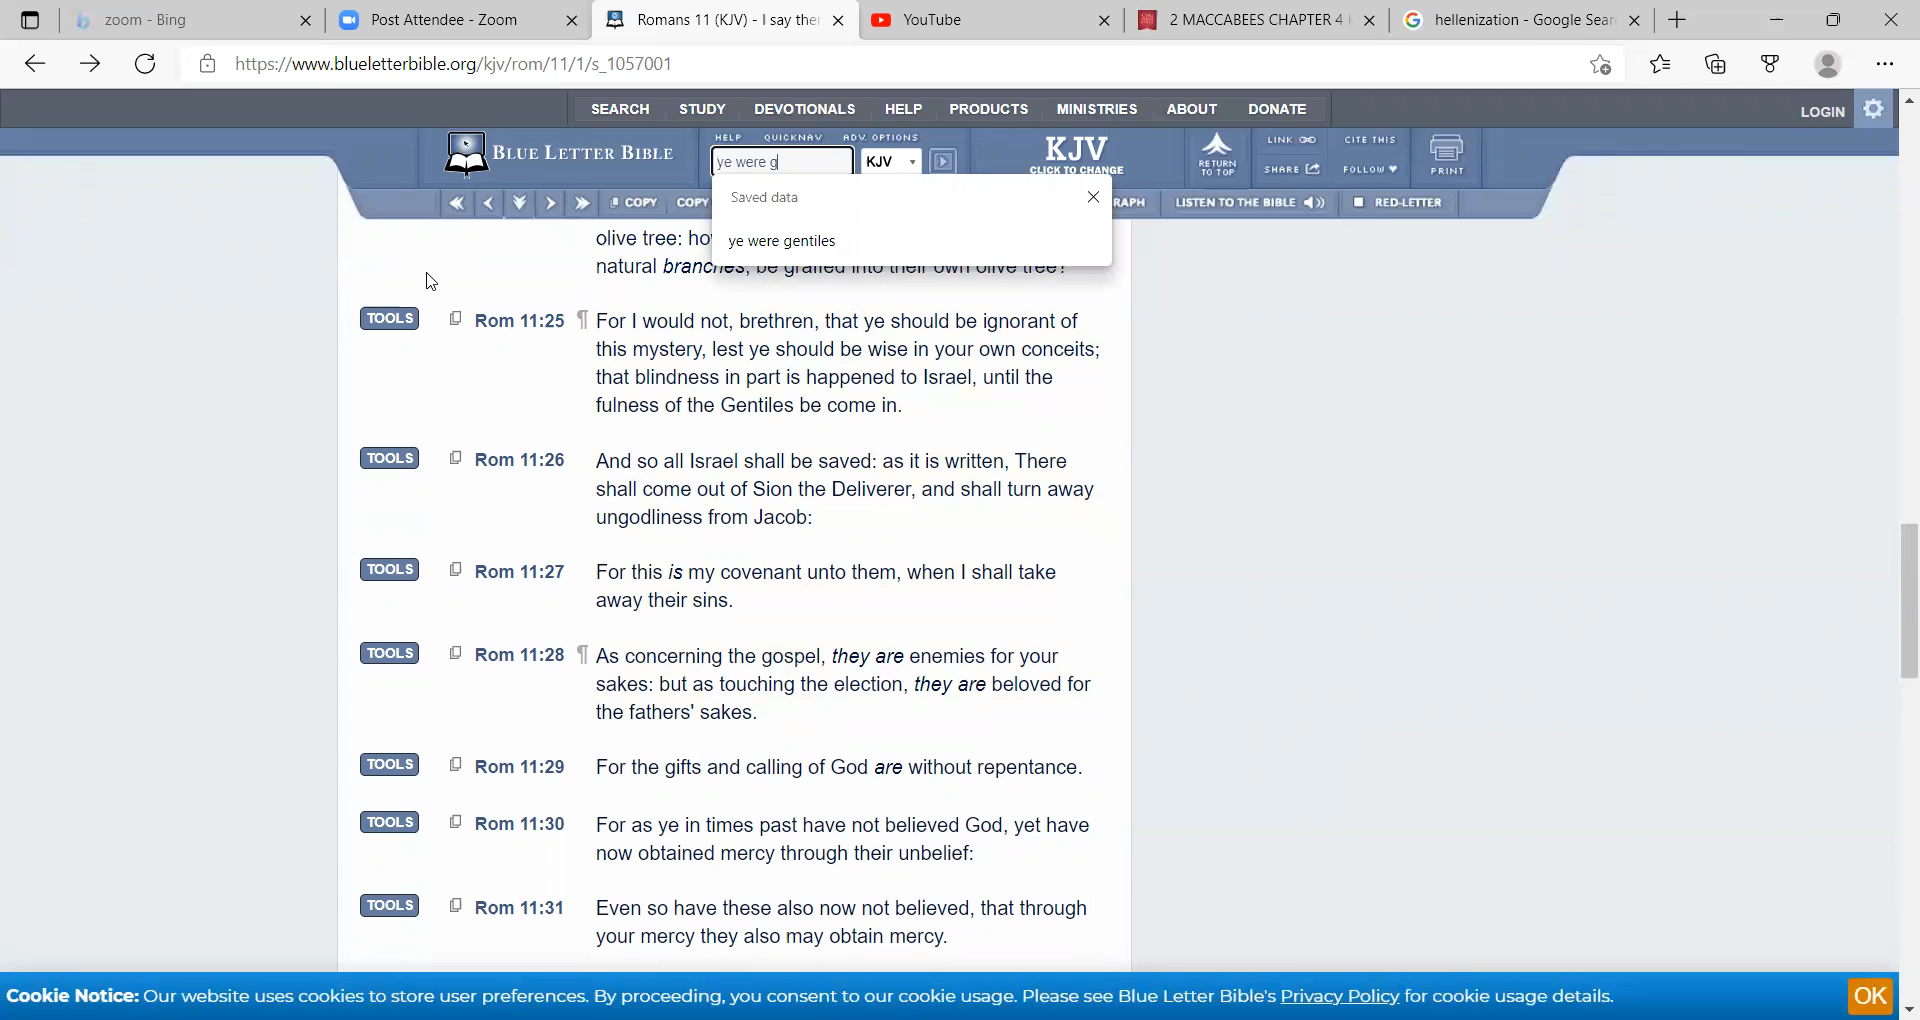 zoom - Bing
Post Attendee - Zoom
Romans 11 (KJV) - I say the
YouTube
2 MACCABEES CHAPTER 4
hellenization - Google Sear
https://www.blueletterbible.org/kjv/rom/11/1/s_1057001
SEARCH STUDY DEVOTIONALS HELP PRODUCTS MINISTRIES ABOUT DONATE
LOGIN
BLUE LETTER BIBLE
HELP QUICKNAV ADV. OPTIONS
ye were g
KJV
KJV
CLICK TO CHANGE
RETURN
TO TOP
LINK
CITE THIS
SHARE
FOLLOW
PRINT
COPY
COPY
RAPH
LISTEN TO THE BIBLE
RED-LETTER
Saved data
ye were gentiles
olive tree: ho
natural branches, be graffed into their own olive tree?
TOOLS Rom 11:25 ¶ For I would not, brethren, that ye should be ignorant of
this mystery, lest ye should be wise in your own conceits;
that blindness in part is happened to Israel, until the
fulness of the Gentiles be come in.
TOOLS Rom 11:26 And so all Israel shall be saved: as it is written, There
shall come out of Sion the Deliverer, and shall turn away
ungodliness from Jacob:
TOOLS Rom 11:27 For this is my covenant unto them, when I shall take
away their sins.
TOOLS Rom 11:28 ¶ As concerning the gospel, they are enemies for your
sakes: but as touching the election, they are beloved for
the fathers' sakes.
TOOLS Rom 11:29 For the gifts and calling of God are without repentance.
TOOLS Rom 11:30 For as ye in times past have not believed God, yet have
now obtained mercy through their unbelief:
TOOLS Rom 11:31 Even so have these also now not believed, that through
your mercy they also may obtain mercy.
Cookie Notice: Our website uses cookies to store user preferences. By proceeding, you consent to our cookie usage. Please see Blue Letter Bible's Privacy Policy for cookie usage details.
OK